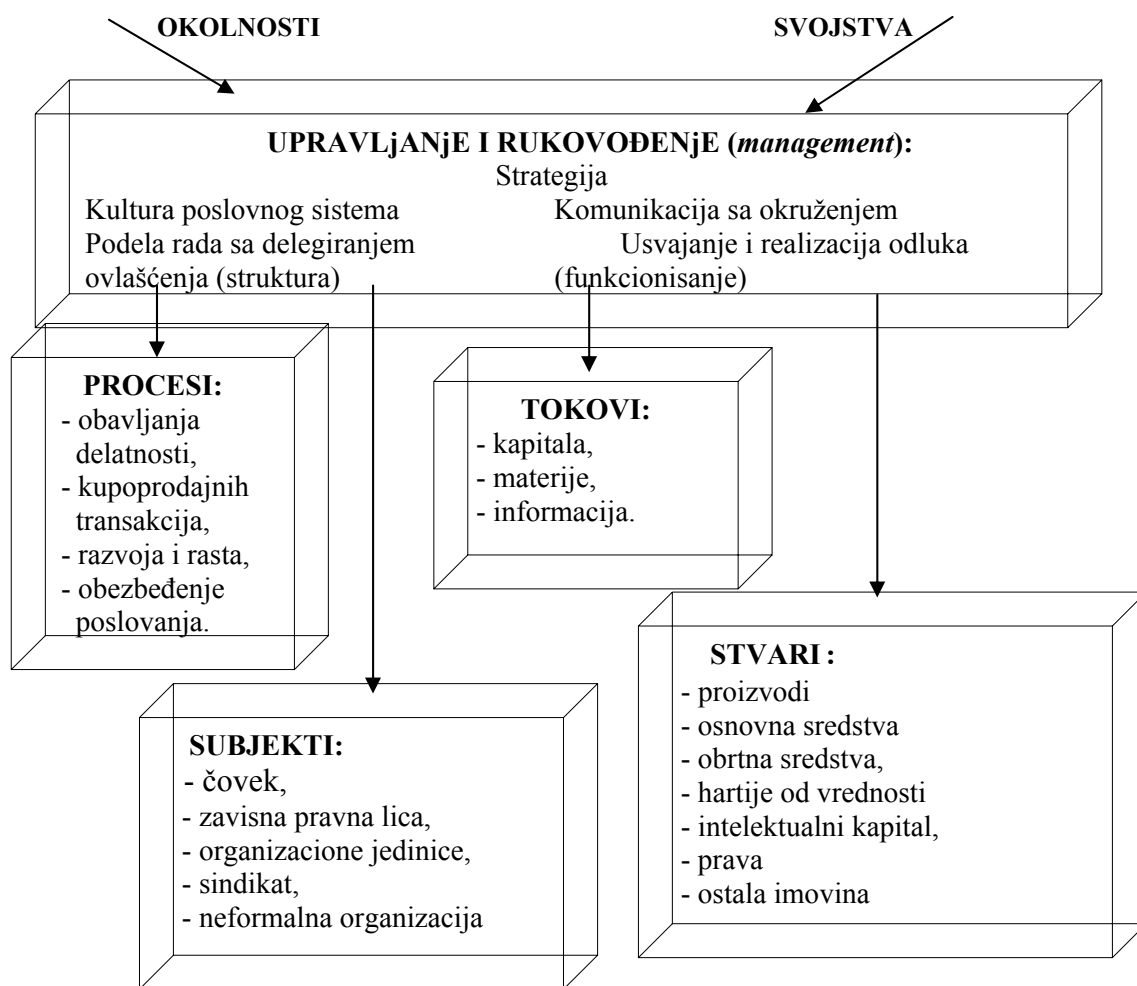 OKOLNOSTI
SVOJSTVA
UPRAVLjANjE I RUKOVOĐENjE (management):
Strategija
Kultura poslovnog sistema
Komunikacija sa okruženjem
Podela rada sa delegiranjem
ovlašćenja (struktura)
Usvajanje i realizacija odluka
(funkcionisanje)
PROCESI:
- obavljanja
delatnosti,
- kupoprodajnih
transakcija,
- razvoja i rasta,
- obezbeđenje
poslovanja.
TOKOVI:
- kapitala,
- materije,
- informacija.
SUBJEKTI:
- čovek,
- zavisna pravna lica,
- organizacione jedinice,
- sindikat,
- neformalna organizacija
STVARI :
- proizvodi
- osnovna sredstva
- obrtna sredstva,
- hartije od vrednosti
- intelektualni kapital,
- prava
- ostala imovina